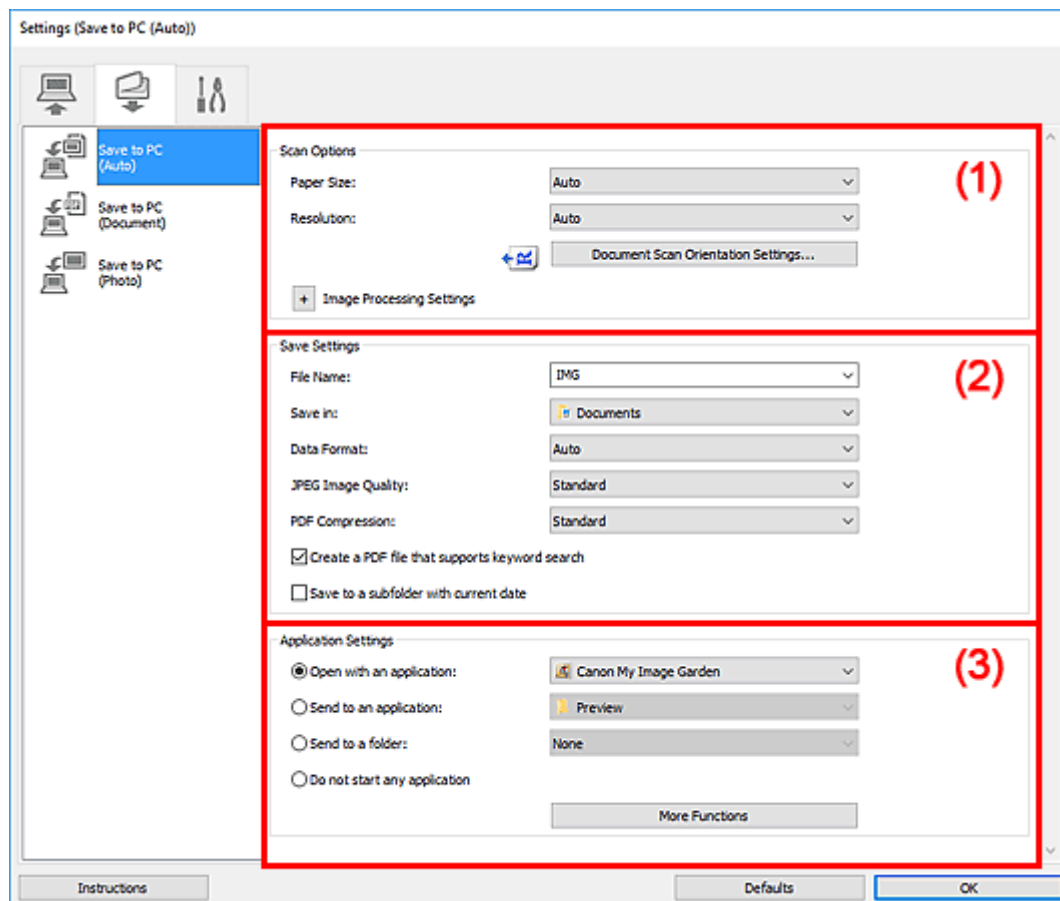 Settings (Save to PC (Auto))
Save to PC
(Auto)
Save to PC
(Document)
Save to PC
(Photo)
Scan Options
(1)
Paper Size: Auto
Resolution: Auto
Document Scan Orientation Settings...
+ Image Processing Settings
Save Settings
(2)
File Name: IMG
Save in: Documents
Data Format: Auto
JPEG Image Quality: Standard
PDF Compression: Standard
Create a PDF file that supports keyword search
Save to a subfolder with current date
Application Settings
(3)
Open with an application: Canon My Image Garden
Send to an application: Preview
Send to a folder: None
Do not start any application
More Functions
Instructions Defaults OK